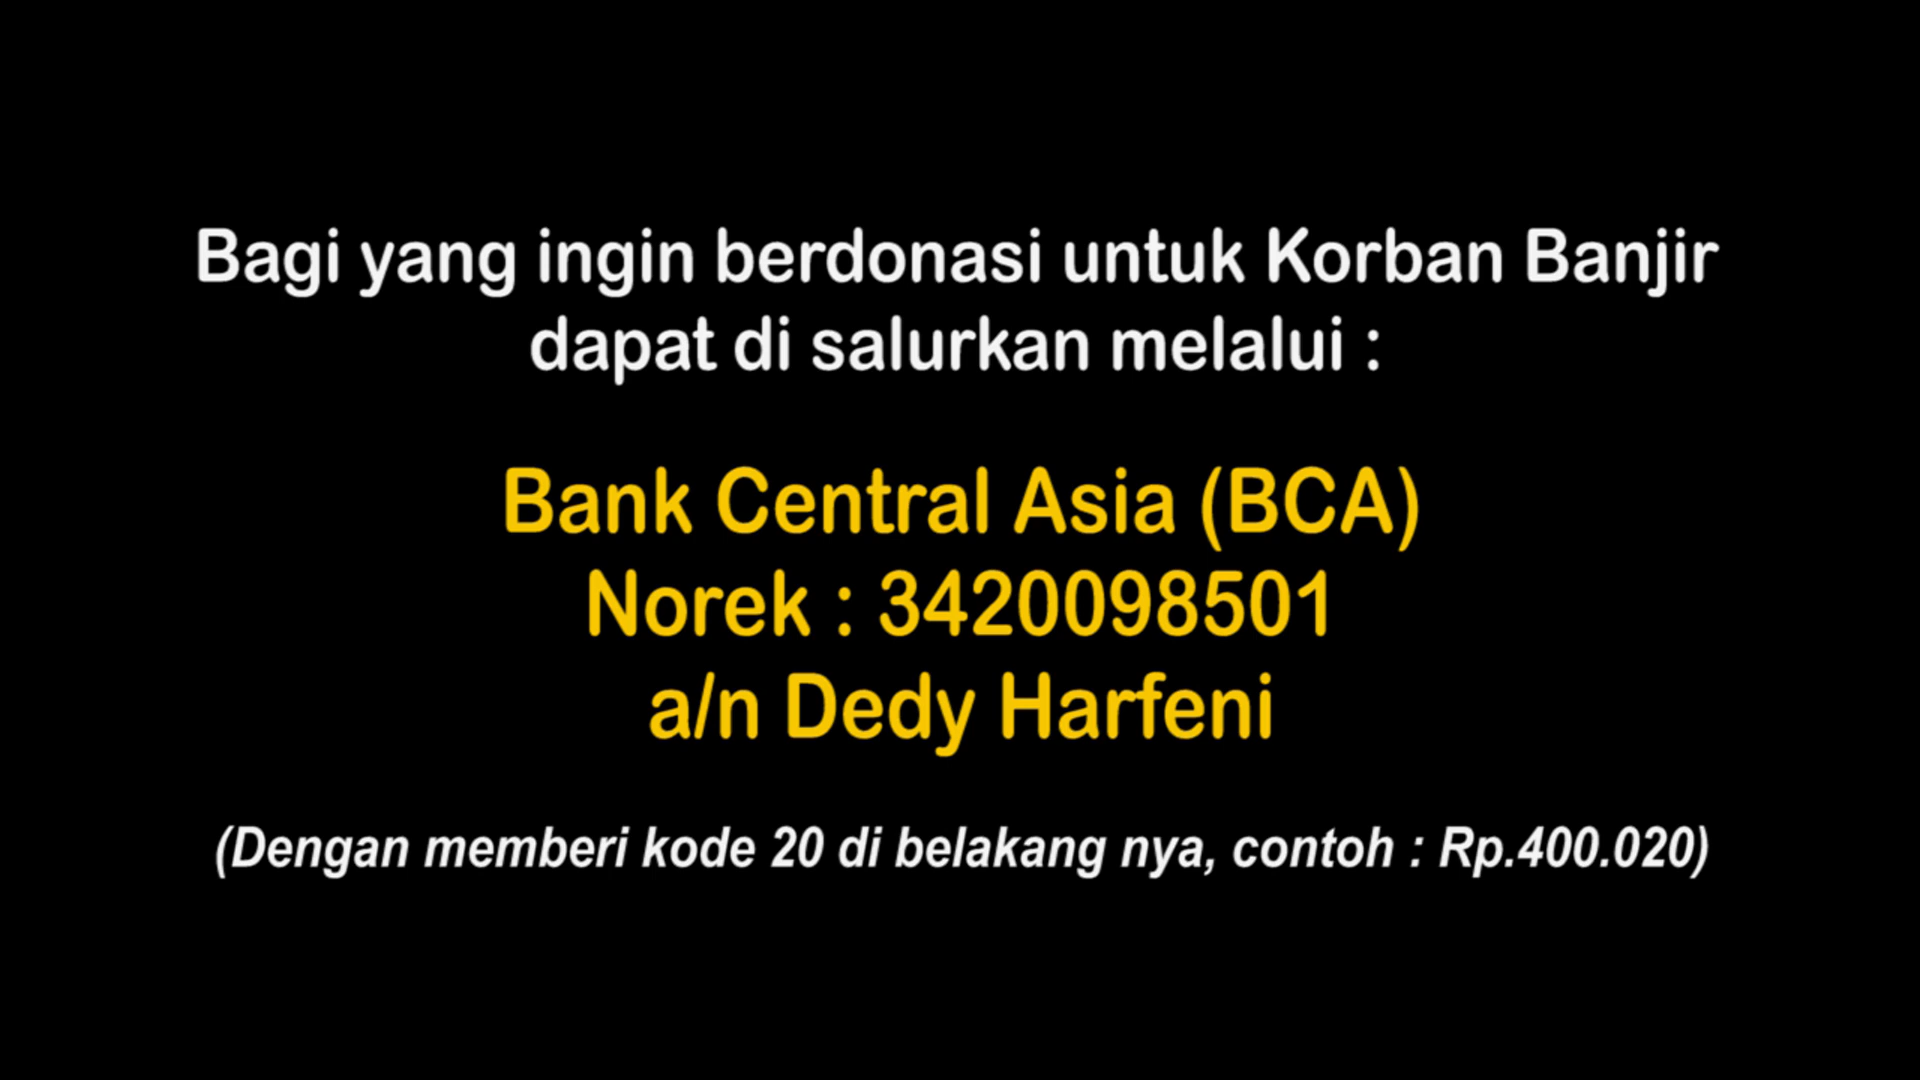 Bagi yang ingin berdonasi untuk Korban Banjir
dapat di salurkan melalui :
Bank Central Asia (BCA)
Norek : 3420098501
a/n Dedy Harfeni
(Dengan memberi kode 20 di belakang nya, contoh : Rp.400.020)